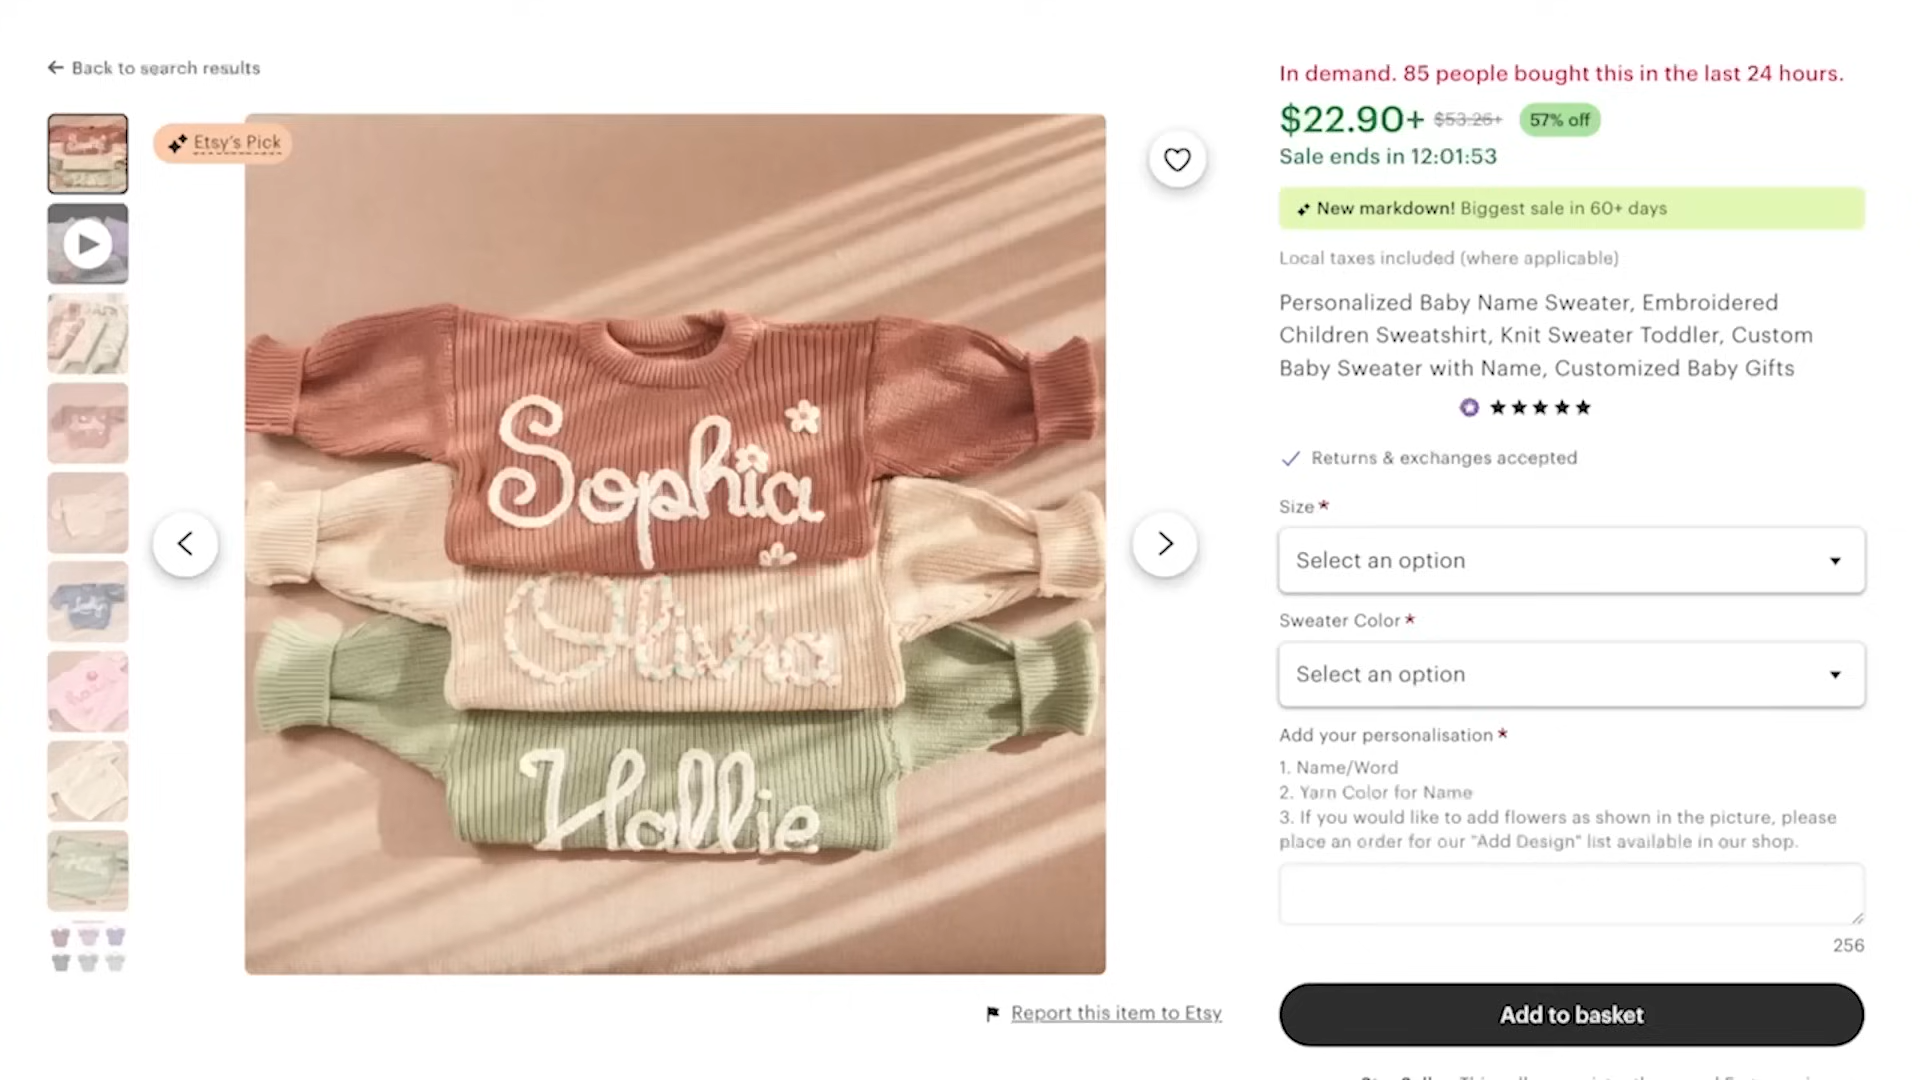 Back to search results
Etsy's Pick
Sophia
Olivia
Hallie
Report this item to Etsy
In demand. 85 people bought this in the last 24 hours.
$22.90+ $53.26+ 57% off
Sale ends in 12:01:53
New markdown! Biggest sale in 60+ days
Local taxes included (where applicable)
Personalized Baby Name Sweater, Embroidered
Children Sweatshirt, Knit Sweater Toddler, Custom
Baby Sweater with Name, Customized Baby Gifts
Returns & exchanges accepted
Size *
Select an option
Sweater Color *
Select an option
Add your personalisation *
1. Name/Word
2. Yarn Color for Name
3. If you would like to add flowers as shown in the picture, please
place an order for our "Add Design" list available in our shop.
256
Add to basket